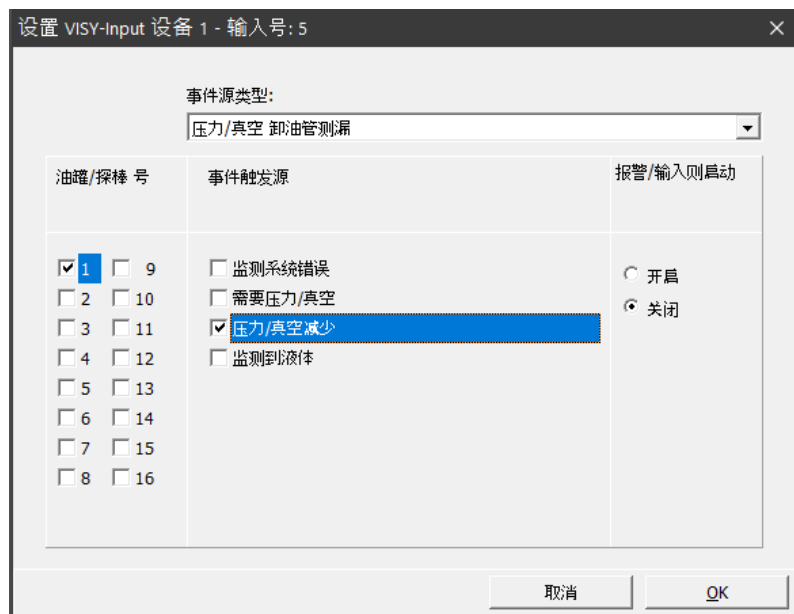 设置 VISY-Input 设备 1 - 输入号: 5
事件源类型:
压力/真空 卸油管测漏
油罐/探棒 号
事件触发源
报警/输入则启动
1 9
2 10
3 11
4 12
5 13
6 14
7 15
8 16
监测系统错误
需要压力/真空
压力/真空减少
监测到液体
开启
关闭
取消
OK